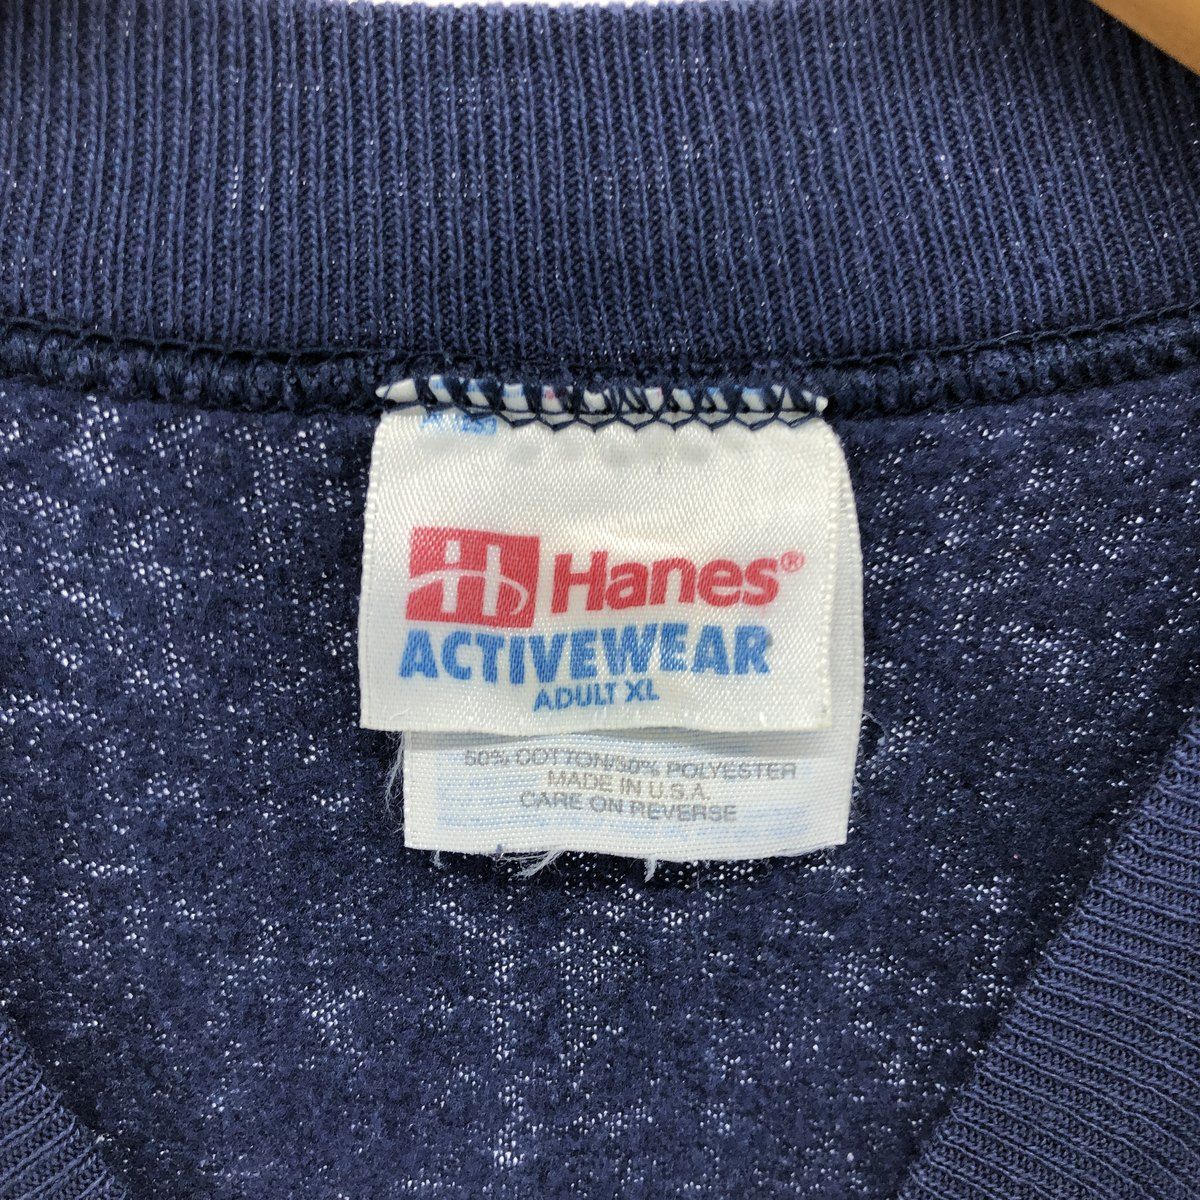 Hanes®
ACTIVEWEAR
ADULT XL
50% COTTON/50% POLYESTER
MADE IN U.S.A.
CARE ON REVERSE